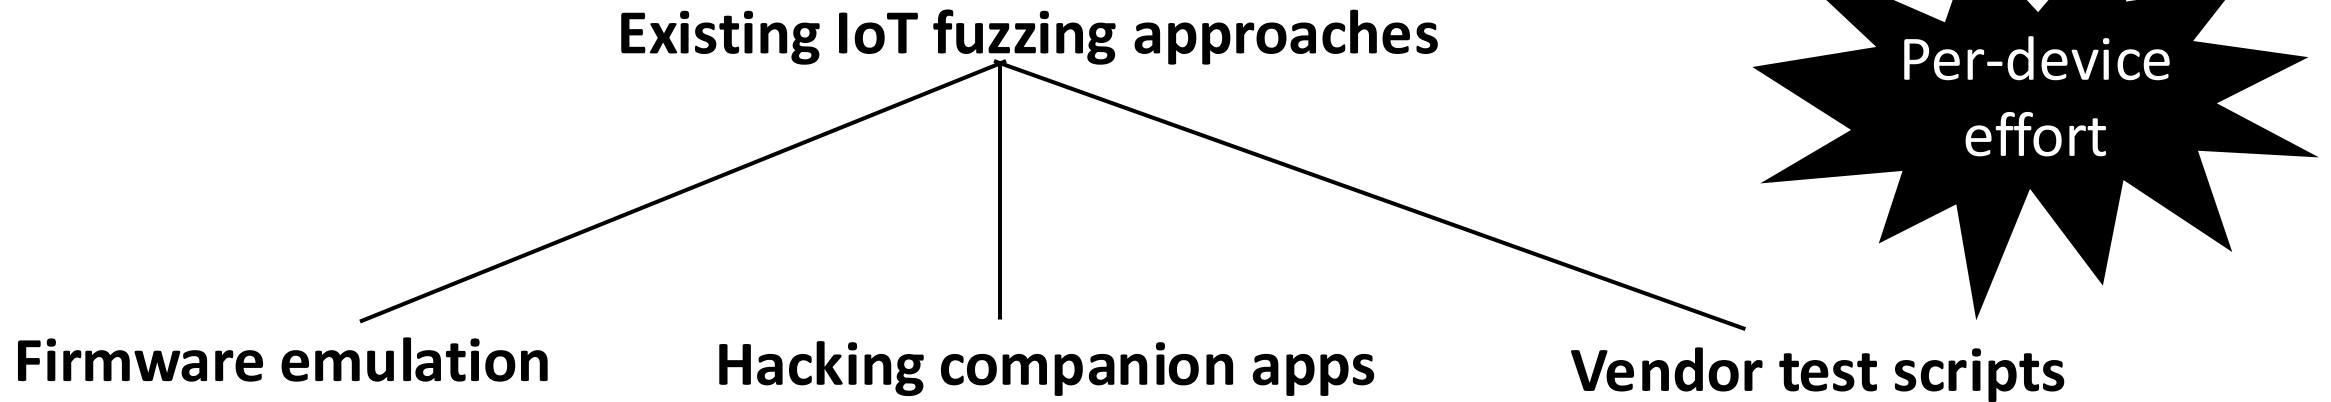 Existing IoT fuzzing approaches
Per-device
effort
Firmware emulation
Hacking companion apps
Vendor test scripts